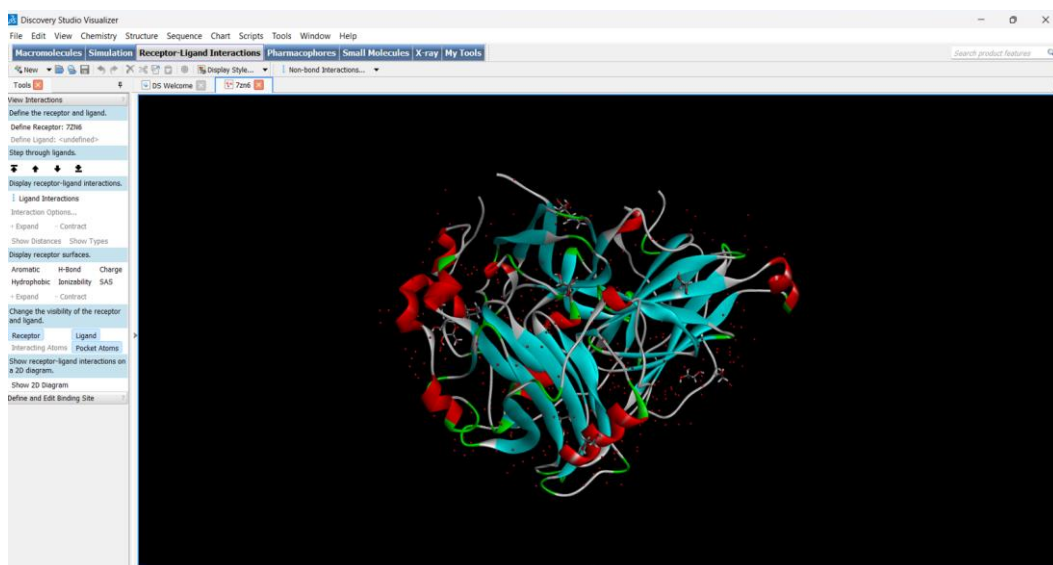 Discovery Studio Visualizer
File Edit View Chemistry Structure Sequence Chart Scripts Tools Window Help
Macromolecules Simulation Receptor-Ligand Interactions Pharmacophores Small Molecules X-ray My Tools
Search product features
New Display Style... Non-bond Interactions...
Tools DS Welcome 7zn6
View Interactions
Define the receptor and ligand.
Define Receptor: 7ZN6
Define Ligand: <undefined>
Step through ligands.
Display receptor-ligand interactions.
Ligand Interactions
Interaction Options...
+ Expand - Contract
Show Distances Show Types
Display receptor surfaces.
Aromatic H-Bond Charge
Hydrophobic Ionizability SAS
+ Expand - Contract
Change the visibility of the receptor
and ligand.
Receptor Ligand
Interacting Atoms Pocket Atoms
Show receptor-ligand interactions on
a 2D diagram.
Show 2D Diagram
Define and Edit Binding Site